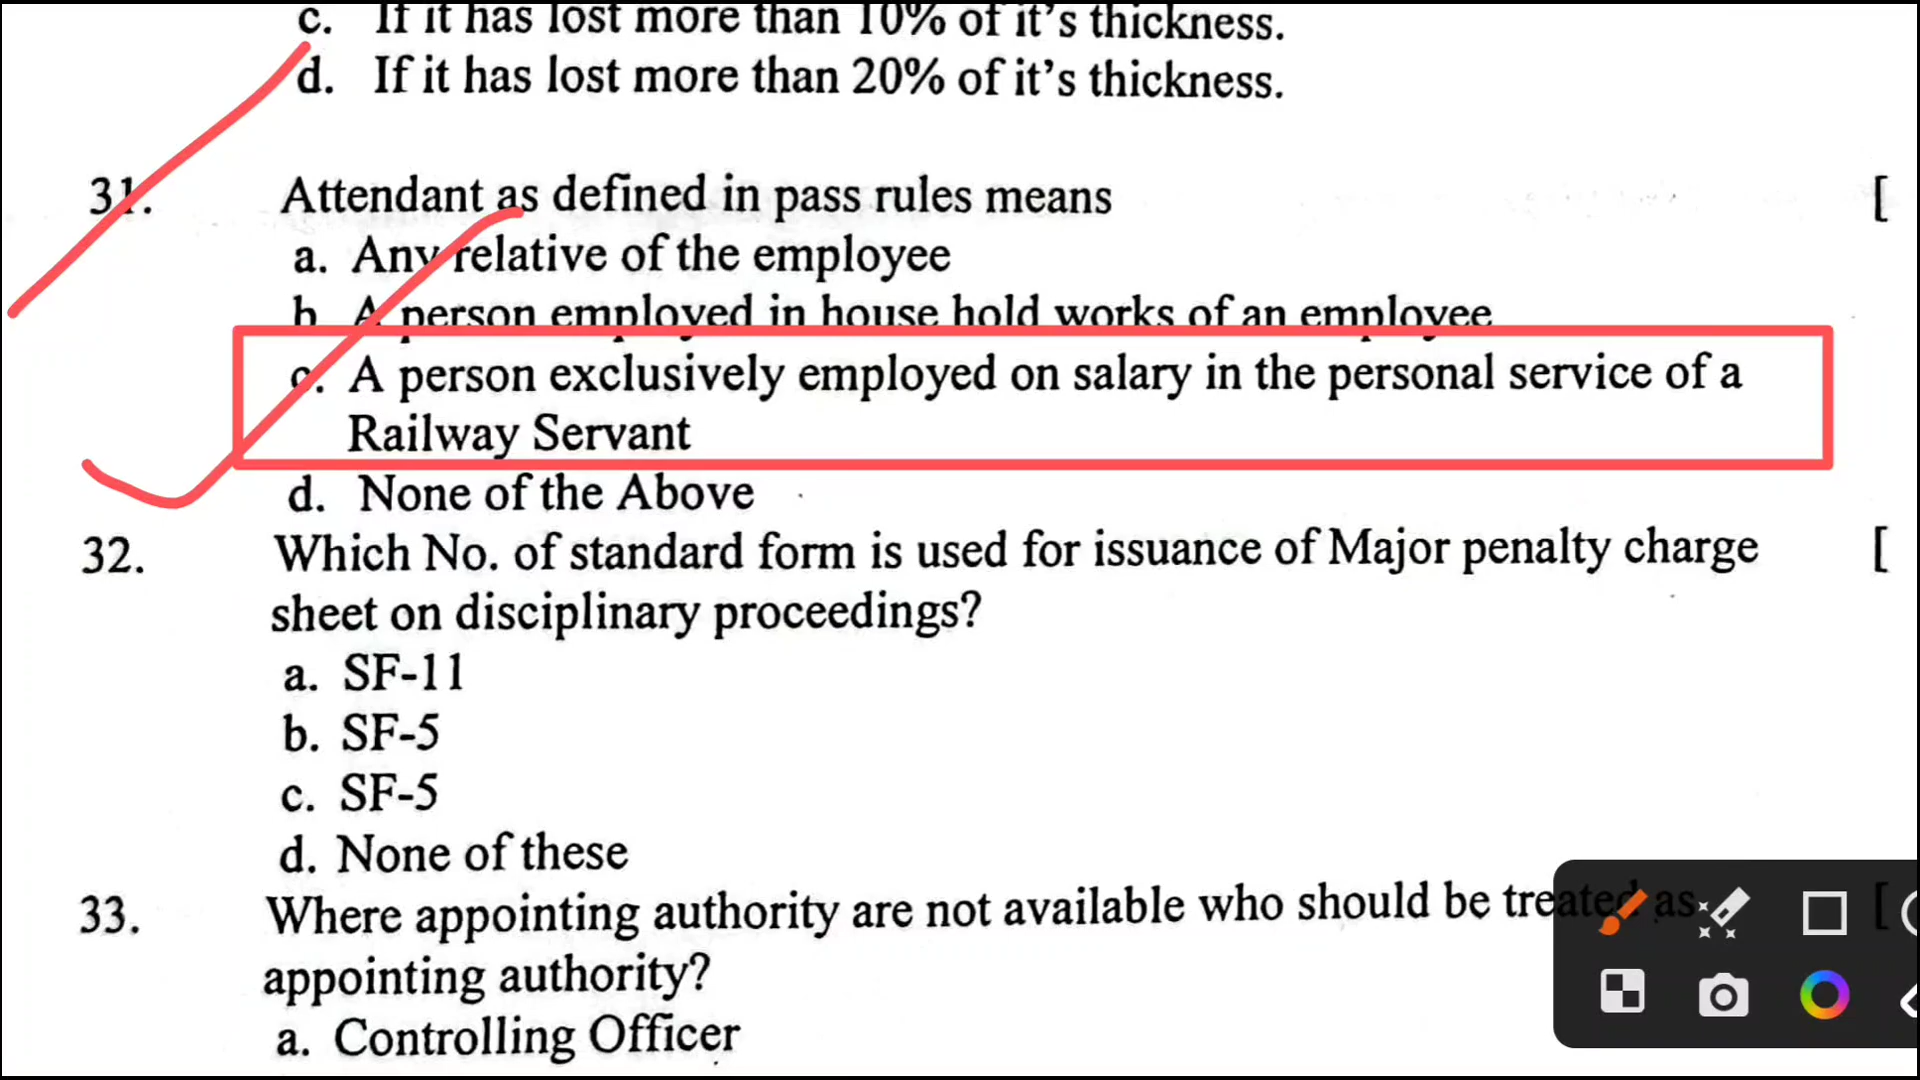 c. If it has lost more than 10% of it's thickness.
d. If it has lost more than 20% of it's thickness.
31. Attendant as defined in pass rules means [
a. Any relative of the employee
b A person employed in house hold works of an employee
c. A person exclusively employed on salary in the personal service of a
Railway Servant
d. None of the Above
32. Which No. of standard form is used for issuance of Major penalty charge [
sheet on disciplinary proceedings?
a. SF-11
b. SF-5
c. SF-5
d. None of these
33. Where appointing authority are not available who should be treated as [
appointing authority?
a. Controlling Officer